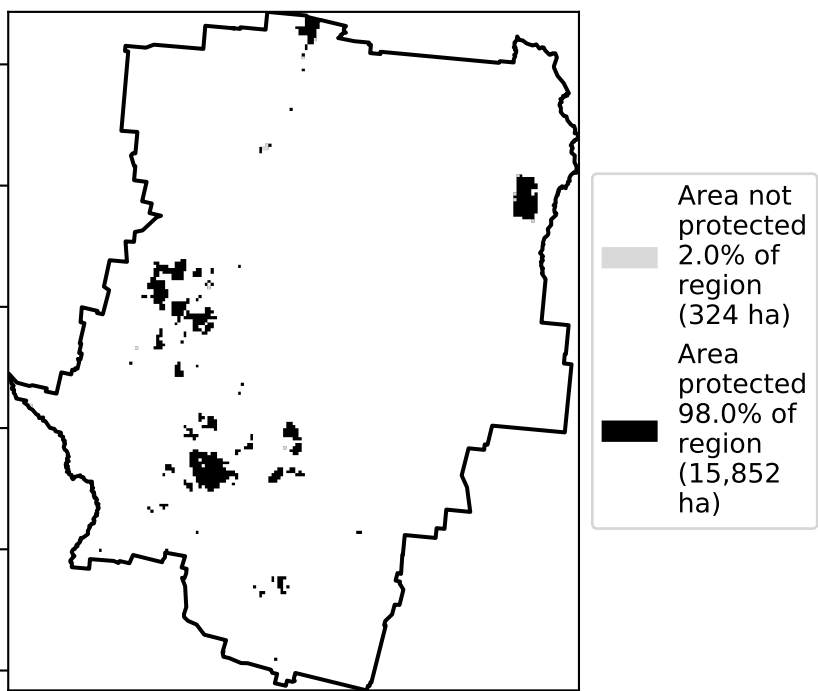 Area not
protected
2.0% of
region
(324 ha)
Area
protected
98.0% of
region
(15,852
ha)